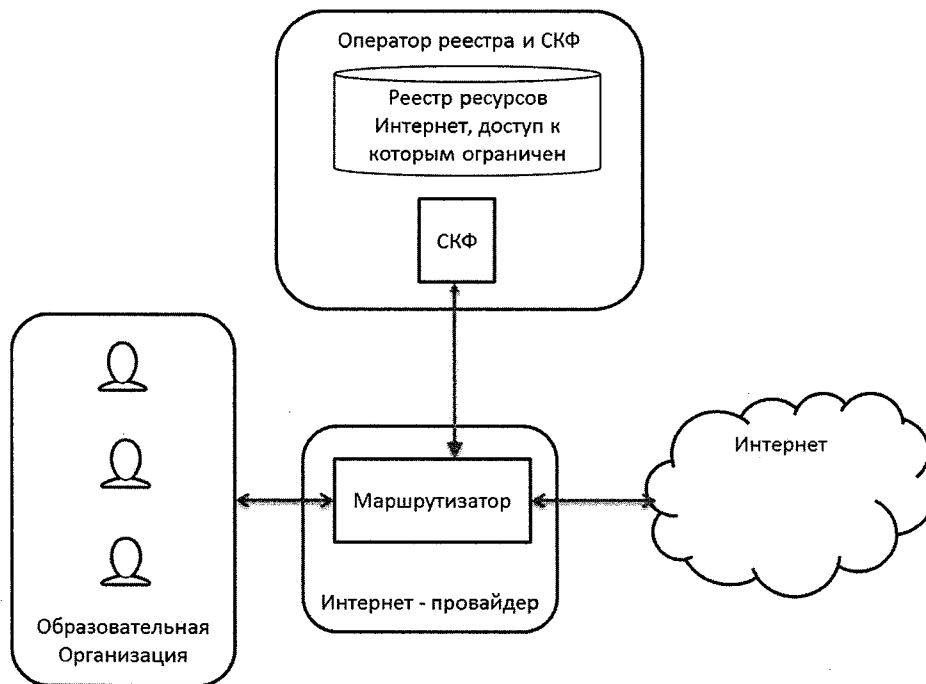 Оператор реестра и СКФ
Реестр ресурсов
Интернет, доступ к
которым ограничен
СКФ
Интернет
Маршрутизатор
Интернет - провайдер
Образовательная
Организация